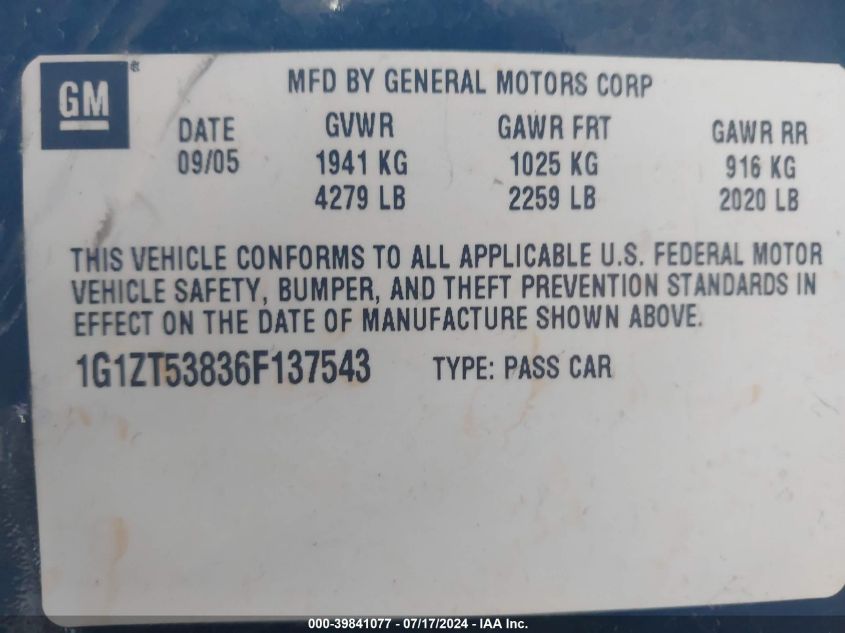 GM ®
MFD BY GENERAL MOTORS CORP
DATE GVWR GAWR FRT GAWR RR
09/05 1941 KG 1025 KG 916 KG
4279 LB 2259 LB 2020 LB
THIS VEHICLE CONFORMS TO ALL APPLICABLE U.S. FEDERAL MOTOR
VEHICLE SAFETY, BUMPER, AND THEFT PREVENTION STANDARDS IN
EFFECT ON THE DATE OF MANUFACTURE SHOWN ABOVE.
1G1ZT53836F137543 TYPE: PASS CAR
000-39841077 - 07/17/2024 - IAA Inc.